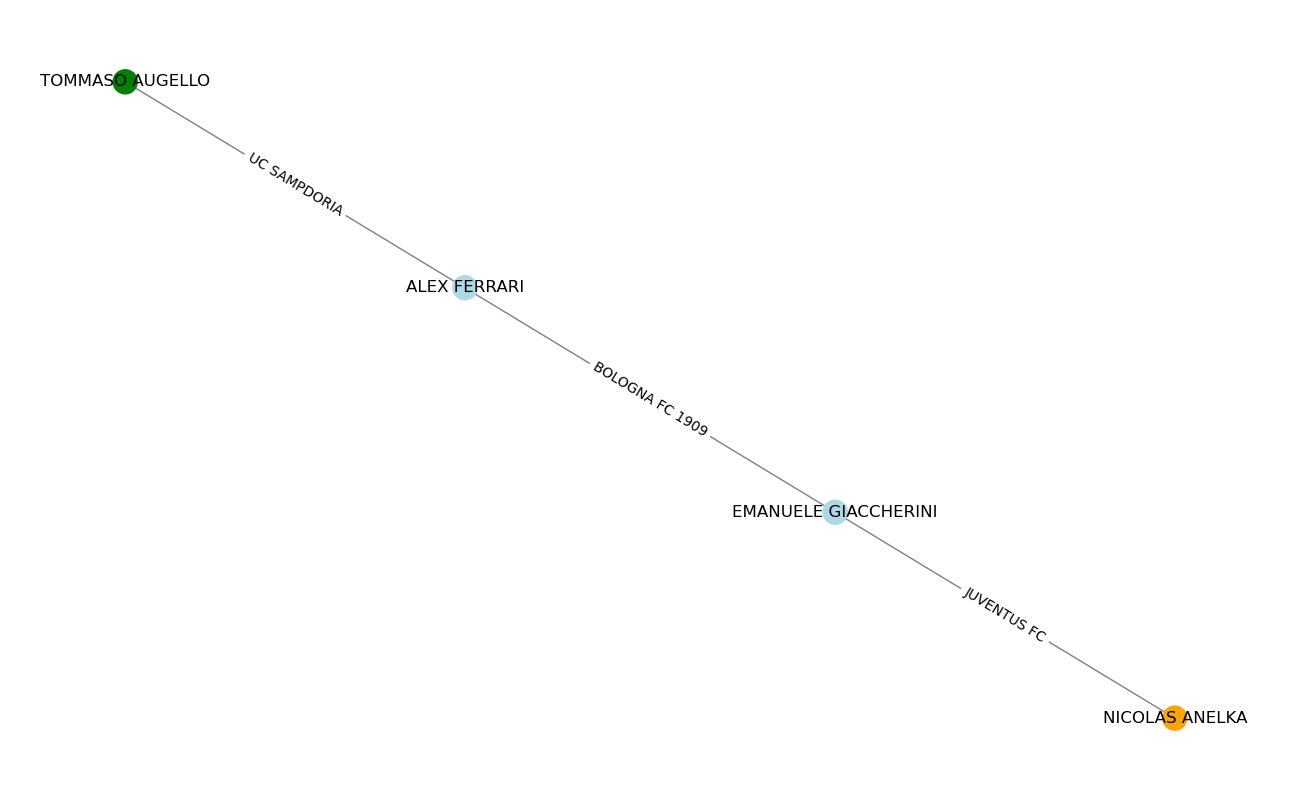 TOMMASO AUGELLO
UC SAMPDORIA
ALEX FERRARI
BOLOGNA FC 1909
EMANUELE GIACCHERINI
JUVENTUS FC
NICOLAS ANELKA